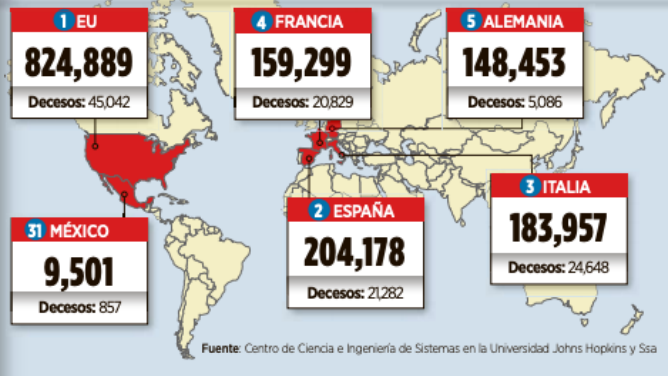 1 EU
824,889
Decesos: 45,042
4 FRANCIA
159,299
Decesos: 20,829
5 ALEMANIA
148,453
Decesos: 5,086
31 MÉXICO
9,501
Decesos: 857
2 ESPAÑA
204,178
Decesos: 21,282
3 ITALIA
183,957
Decesos: 24,648
Fuente: Centro de Ciencia e Ingeniería de Sistemas en la Universidad Johns Hopkins y Ssa